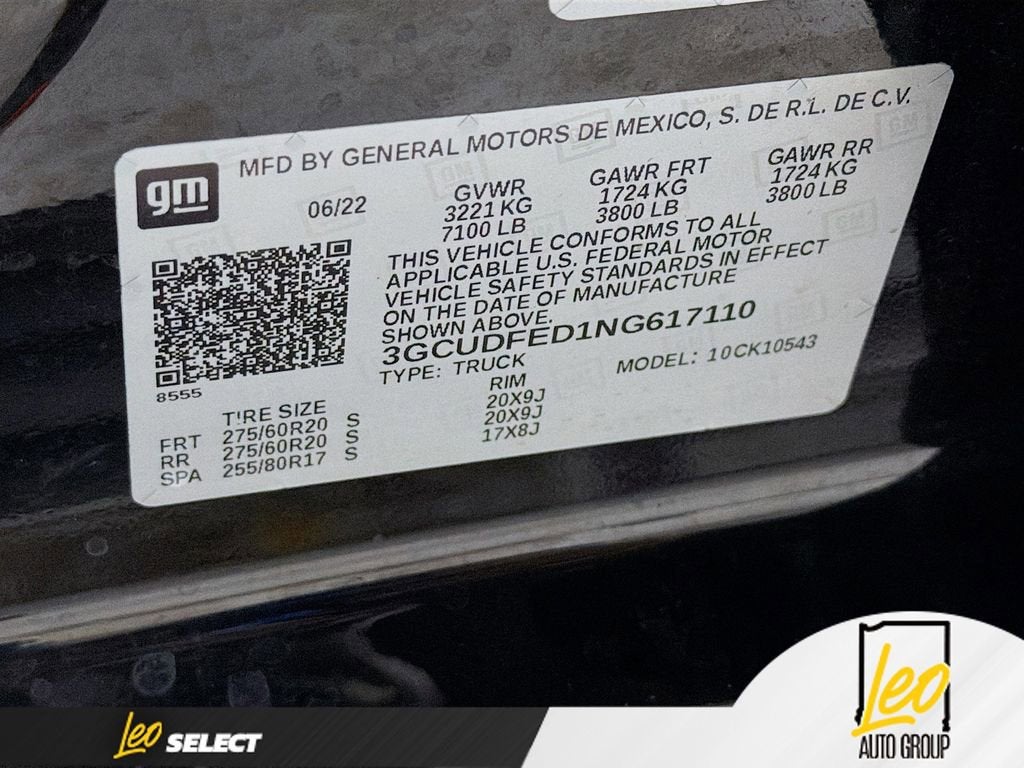 gm
MFD BY GENERAL MOTORS DE MEXICO, S. DE R.L. DE C.V.
06/22
GVWR
3221 KG
7100 LB
GAWR FRT
1724 KG
3800 LB
GAWR RR
1724 KG
3800 LB
THIS VEHICLE CONFORMS TO ALL
APPLICABLE U.S. FEDERAL MOTOR
VEHICLE SAFETY STANDARDS IN EFFECT
ON THE DATE OF MANUFACTURE
SHOWN ABOVE.
3GCUDFED1NG617110
TYPE: TRUCK MODEL: 10CK10543
8555
TIRE SIZE RIM
FRT 275/60R20 S 20X9J
RR 275/60R20 S 20X9J
SPA 255/80R17 S 17X8J
Leo SELECT
Leo
AUTO GROUP